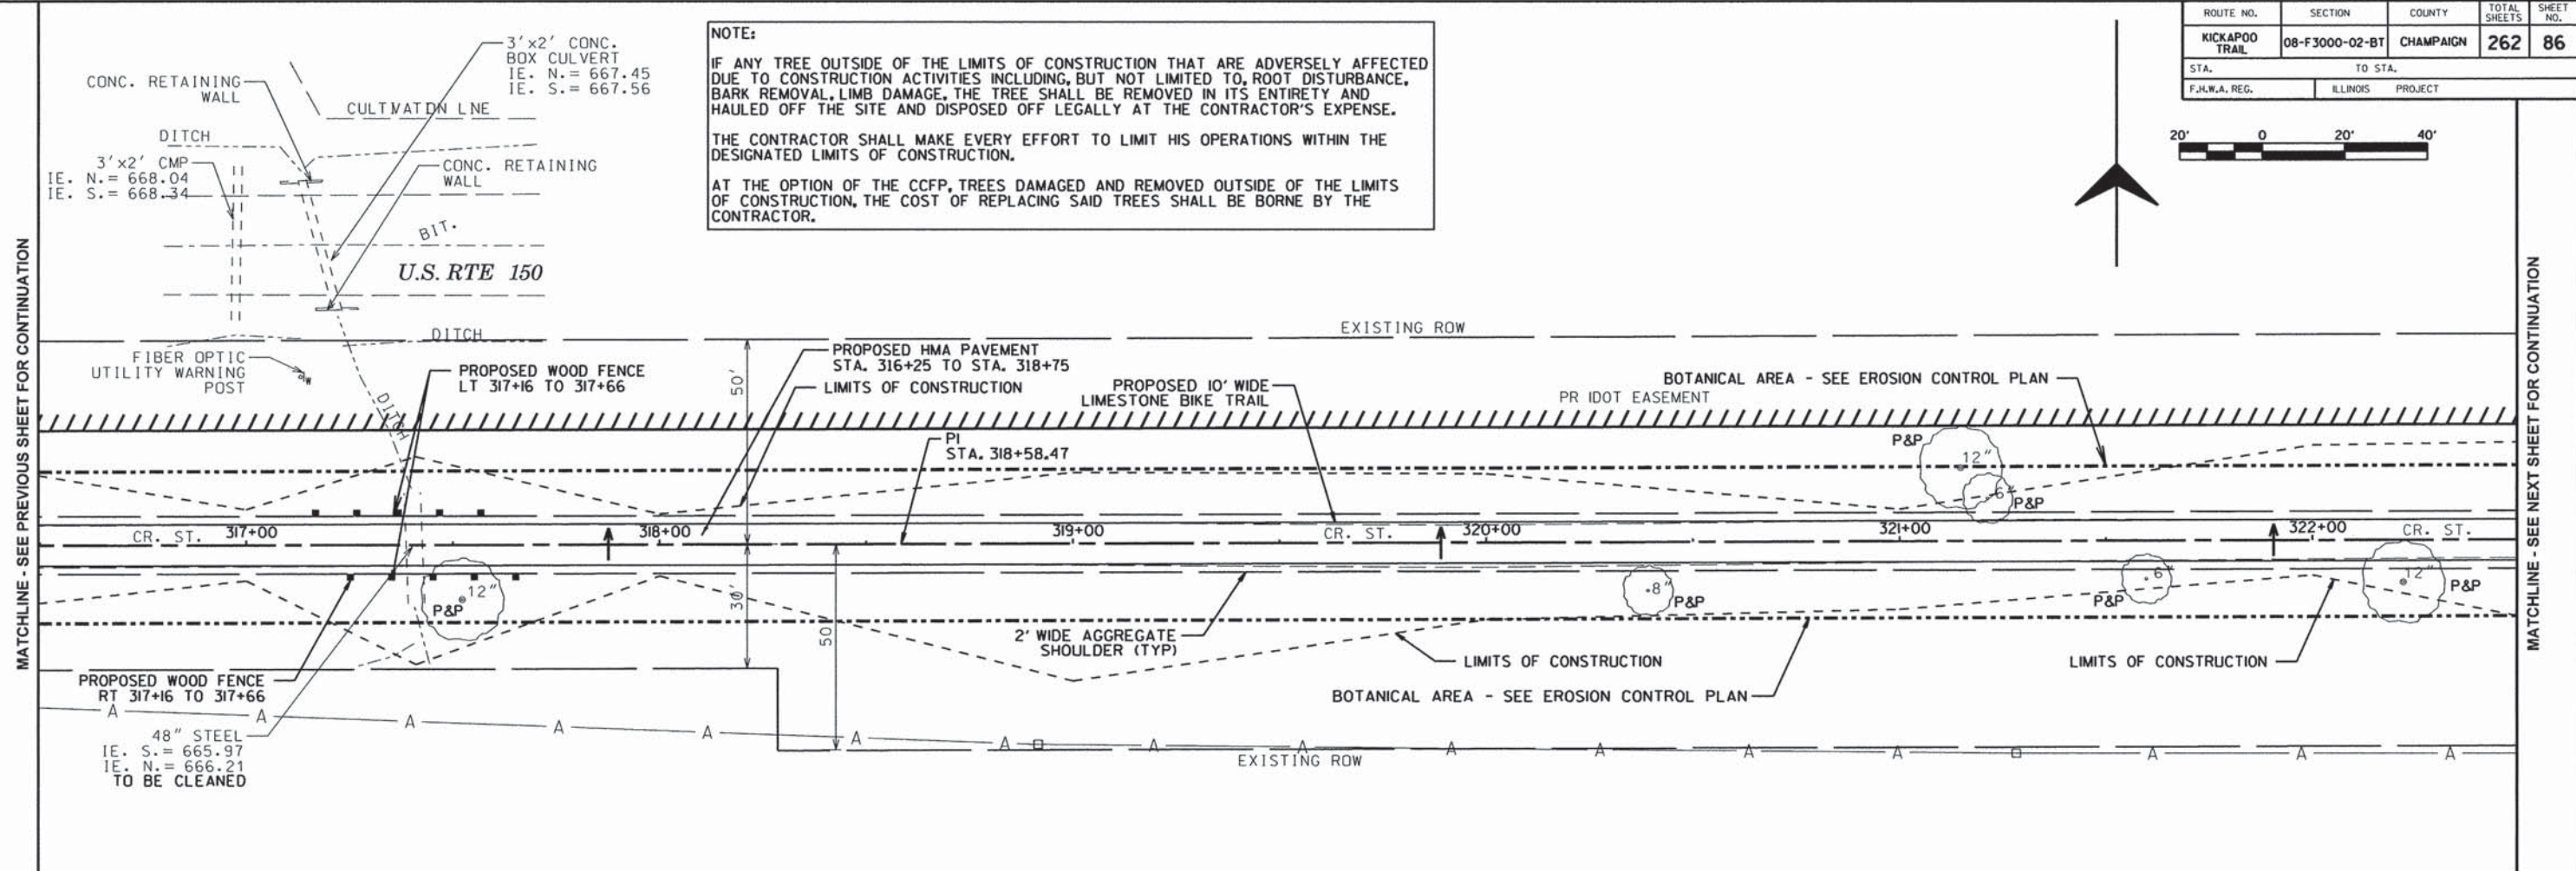 ROUTE NO. SECTION COUNTY TOTAL SHEETS SHEET NO.
KICKAPOO TRAIL 08-F3000-02-BT CHAMPAIGN 262 86
STA. TO STA.
F.H.W.A. REG. ILLINOIS PROJECT
20' 0 20' 40'
NOTE:
IF ANY TREE OUTSIDE OF THE LIMITS OF CONSTRUCTION THAT ARE ADVERSELY AFFECTED
DUE TO CONSTRUCTION ACTIVITIES INCLUDING, BUT NOT LIMITED TO, ROOT DISTURBANCE,
BARK REMOVAL, LIMB DAMAGE, THE TREE SHALL BE REMOVED IN ITS ENTIRETY AND
HAULED OFF THE SITE AND DISPOSED OFF LEGALLY AT THE CONTRACTOR'S EXPENSE.
THE CONTRACTOR SHALL MAKE EVERY EFFORT TO LIMIT HIS OPERATIONS WITHIN THE
DESIGNATED LIMITS OF CONSTRUCTION.
AT THE OPTION OF THE CCFP, TREES DAMAGED AND REMOVED OUTSIDE OF THE LIMITS
OF CONSTRUCTION, THE COST OF REPLACING SAID TREES SHALL BE BORNE BY THE
CONTRACTOR.
3'x2' CONC.
BOX CULVERT
IE. N.= 667.45
IE. S.= 667.56
CONC. RETAINING
WALL
CULTIVATION LINE
DITCH
3'x2' CMP
IE. N.= 668.04
IE. S.= 668.34
CONC. RETAINING
WALL
BIT.
U.S. RTE 150
DITCH
FIBER OPTIC
UTILITY WARNING
POST
DITCH
PROPOSED WOOD FENCE
LT 317+16 TO 317+66
50'
PROPOSED HMA PAVEMENT
STA. 316+25 TO STA. 318+75
LIMITS OF CONSTRUCTION
PROPOSED 10' WIDE
LIMESTONE BIKE TRAIL
EXISTING ROW
BOTANICAL AREA - SEE EROSION CONTROL PLAN
PR IDOT EASEMENT
PI
STA. 318+58.47
P&P
12"
6"
P&P
CR. ST.
317+00
318+00
319+00
CR. ST.
320+00
321+00
322+00
CR. ST.
12"
P&P
30'
50'
8"
P&P
6"
P&P
12"
P&P
2' WIDE AGGREGATE
SHOULDER (TYP)
LIMITS OF CONSTRUCTION
LIMITS OF CONSTRUCTION
BOTANICAL AREA - SEE EROSION CONTROL PLAN
PROPOSED WOOD FENCE
RT 317+16 TO 317+66
A A A A A A A A A A A A A A A A
48" STEEL
IE. S.= 665.97
IE. N.= 666.21
TO BE CLEANED
EXISTING ROW
MATCHLINE - SEE PREVIOUS SHEET FOR CONTINUATION
MATCHLINE - SEE NEXT SHEET FOR CONTINUATION